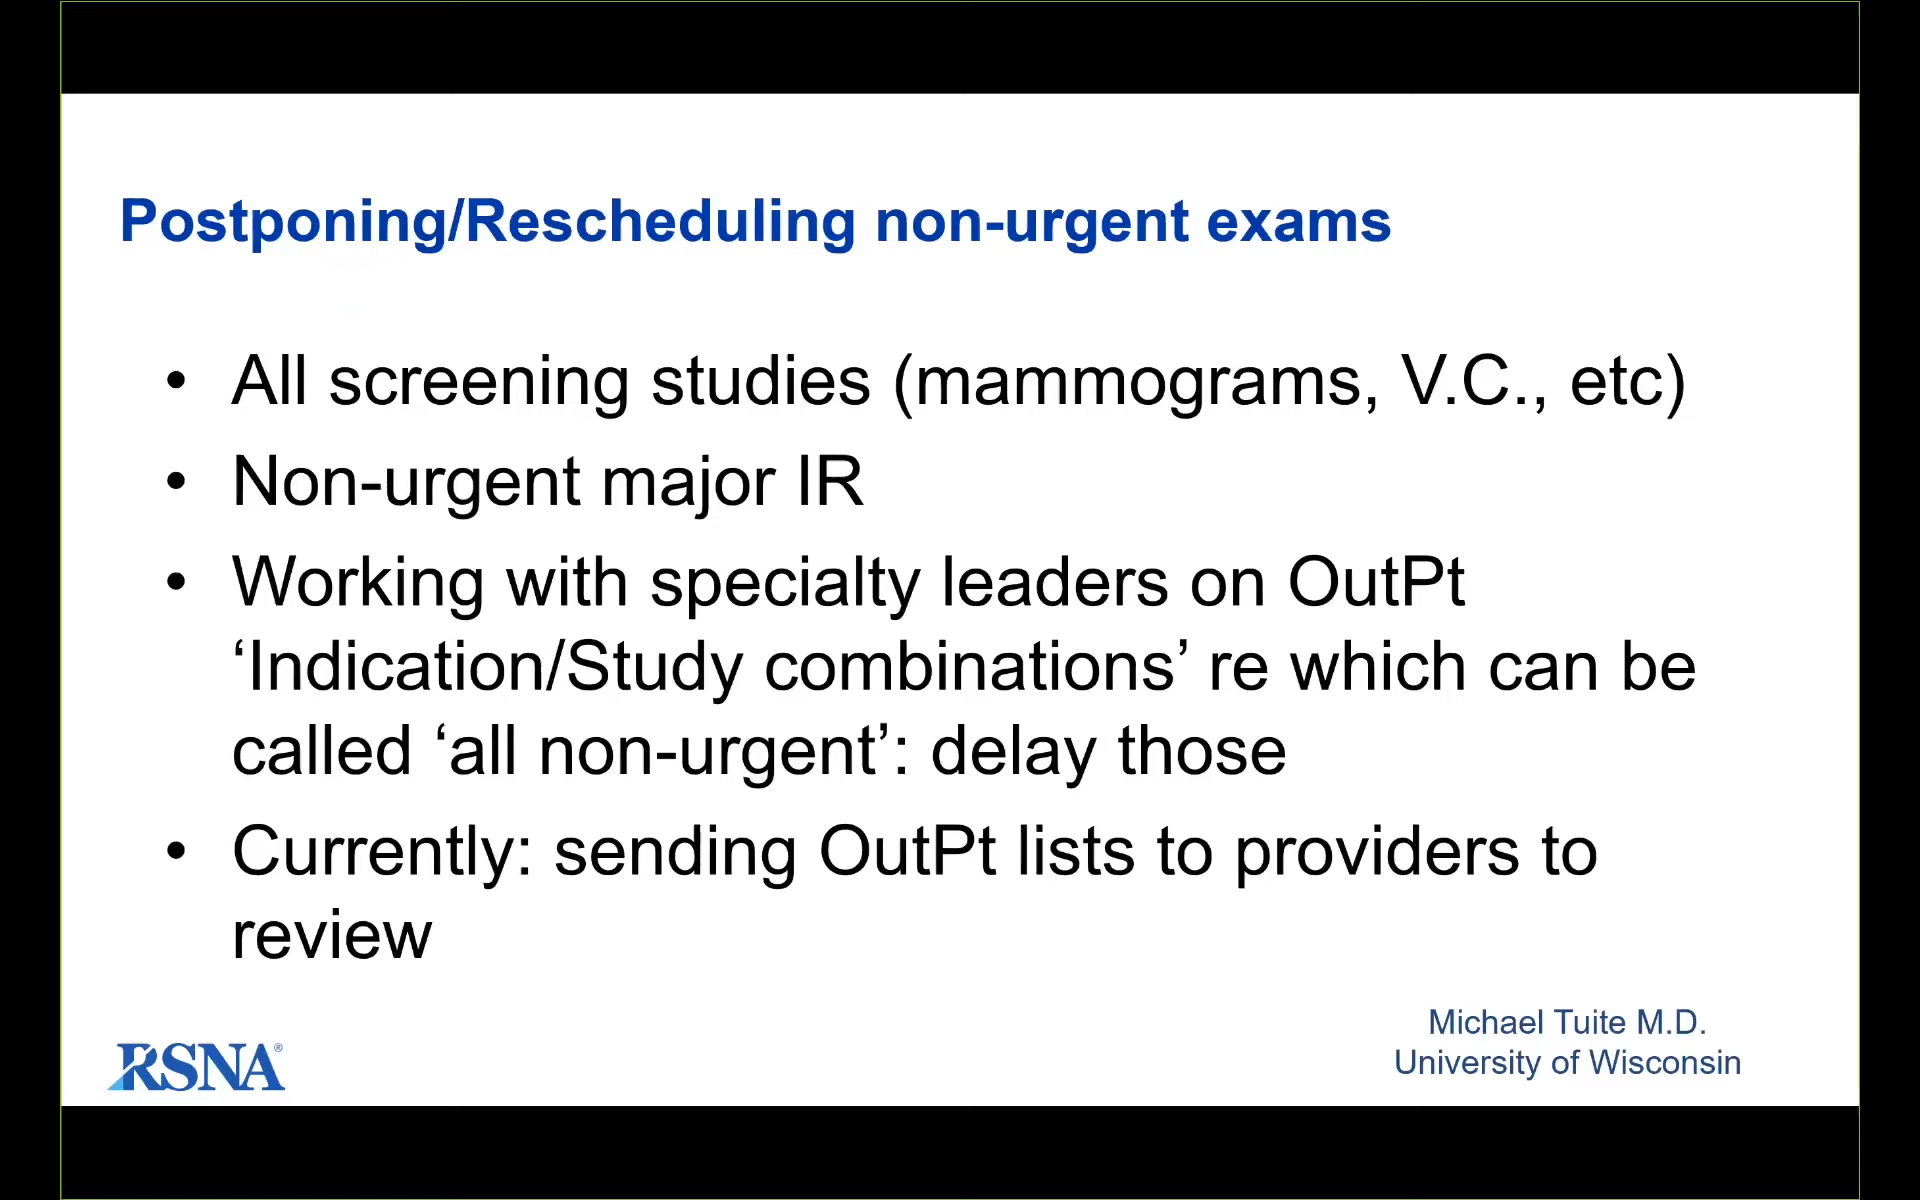 Postponing/Rescheduling non-urgent exams
• All screening studies (mammograms, V.C., etc)
• Non-urgent major IR
• Working with specialty leaders on OutPt
‘Indication/Study combinations’ re which can be
called ‘all non-urgent’: delay those
• Currently: sending OutPt lists to providers to
review
Michael Tuite M.D.
University of Wisconsin
RSNA®